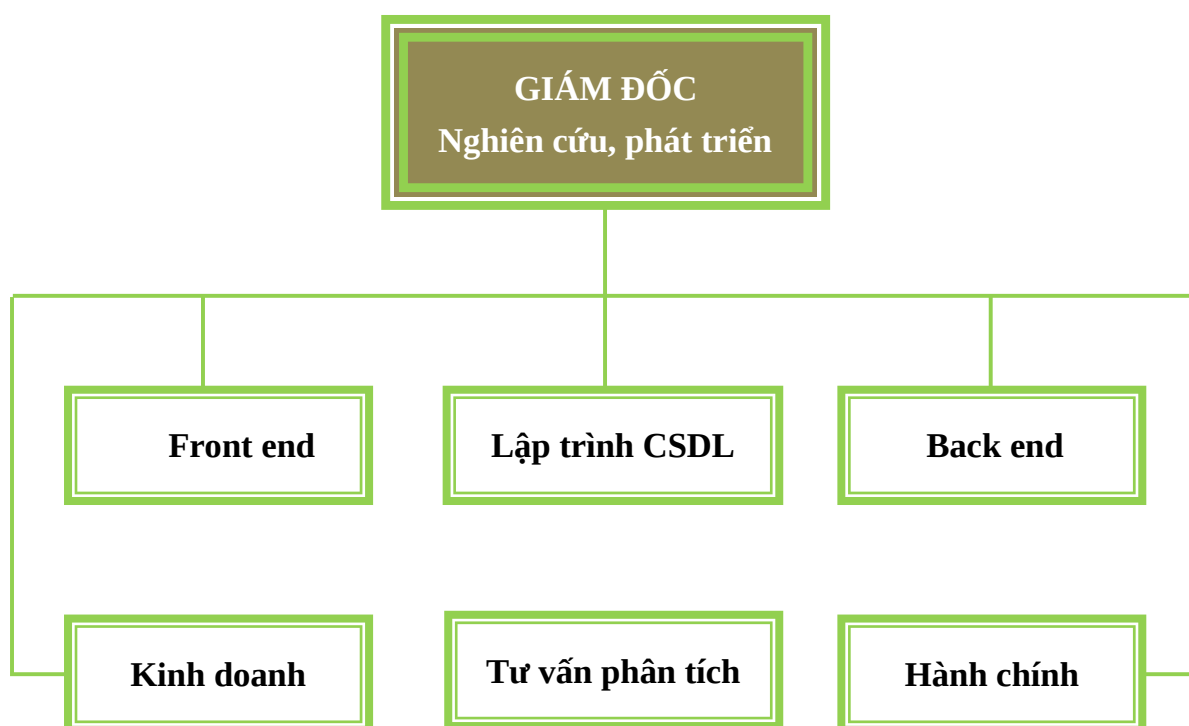 GIÁM ĐỐC
Nghiên cứu, phát triển
Front end
Lập trình CSDL
Back end
Kinh doanh
Tư vấn phân tích
Hành chính